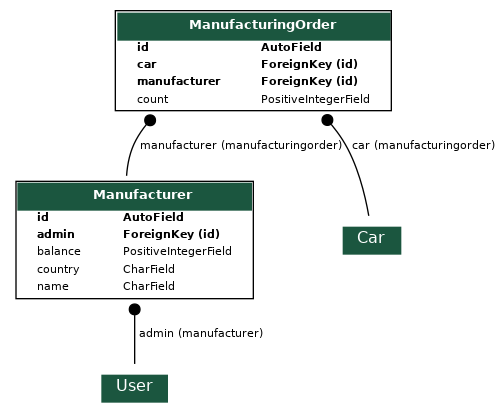 ManufacturingOrder
id AutoField
car ForeignKey (id)
manufacturer ForeignKey (id)
count PositiveIntegerField
manufacturer (manufacturingorder) car (manufacturingorder)
Manufacturer
id AutoField
admin ForeignKey (id)
balance PositiveIntegerField
country CharField
name CharField
Car
admin (manufacturer)
User